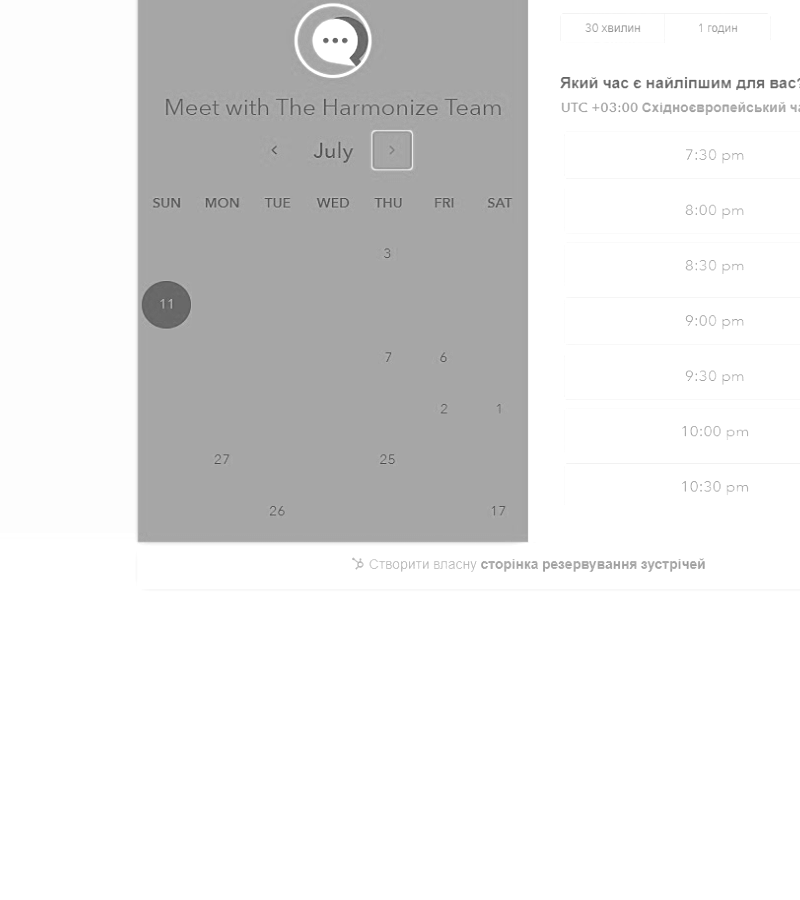 30 хвилин 1 годин
Meet with The Harmonize Team
July
SUN MON TUE WED THU FRI SAT
3
11
7 6
2 1
27 25
26 17
Який час є найліпшим для вас?
UTC +03:00 Східноєвропейський ча
7:30 pm
8:00 pm
8:30 pm
9:00 pm
9:30 pm
10:00 pm
10:30 pm
Створити власну сторінка резервування зустрічей